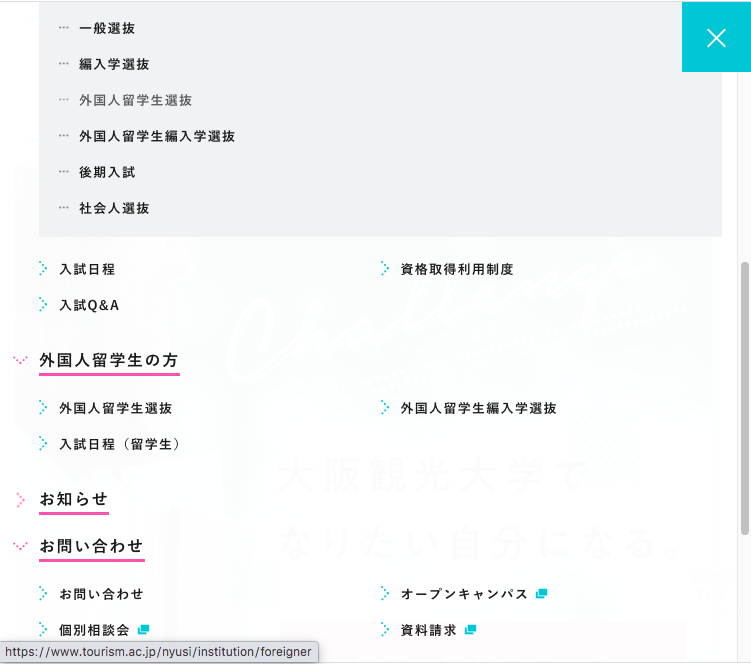 一般選抜
編入学選抜
外国人留学生選抜
外国人留学生編入学選抜
後期入試
社会人選抜
入試日程
資格取得利用制度
入試Q&A
Challenge
外国人留学生の方
外国人留学生選抜
外国人留学生編入学選抜
入試日程（留学生）
大阪観光大学で
お知らせ
なりたい自分になる。
お問い合わせ
お問い合わせ
オープンキャンパス
個別相談会
資料請求
https://www.tourism.ac.jp/nyusi/institution/foreigner